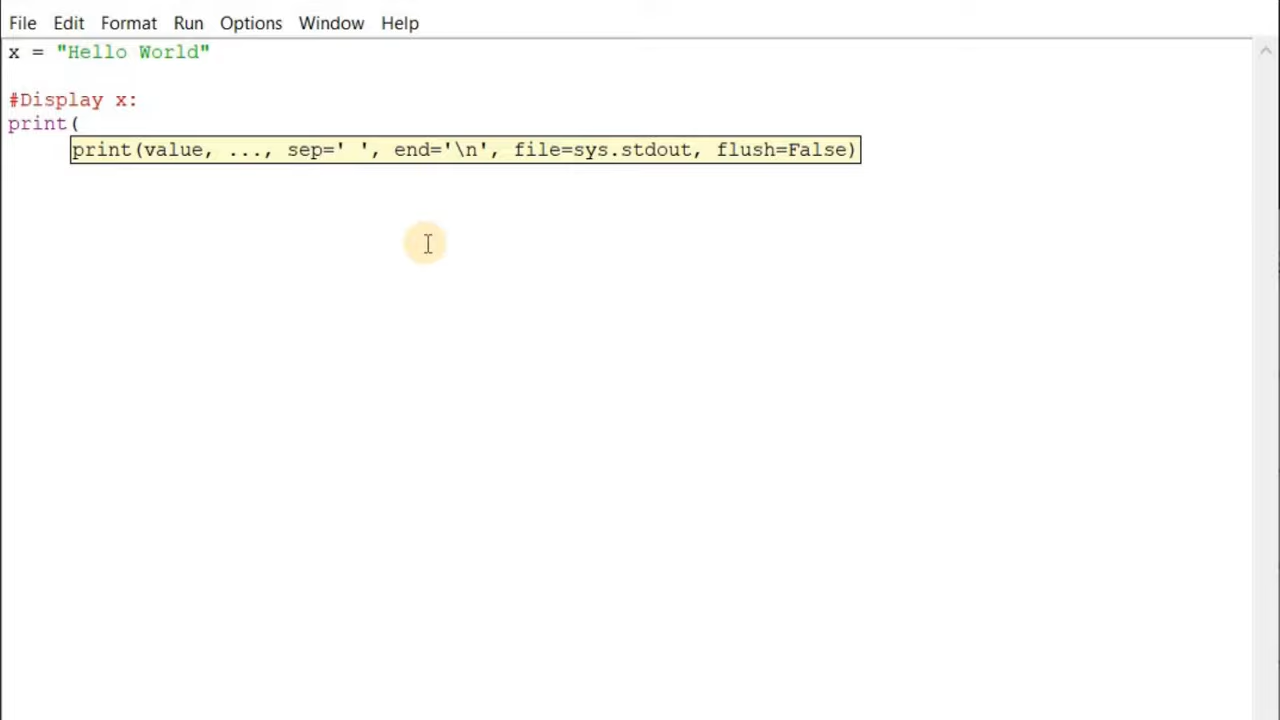 File Edit Format Run Options Window Help
x = "Hello World"
#Display x:
print(
print(value, ..., sep=' ', end='\n', file=sys.stdout, flush=False)